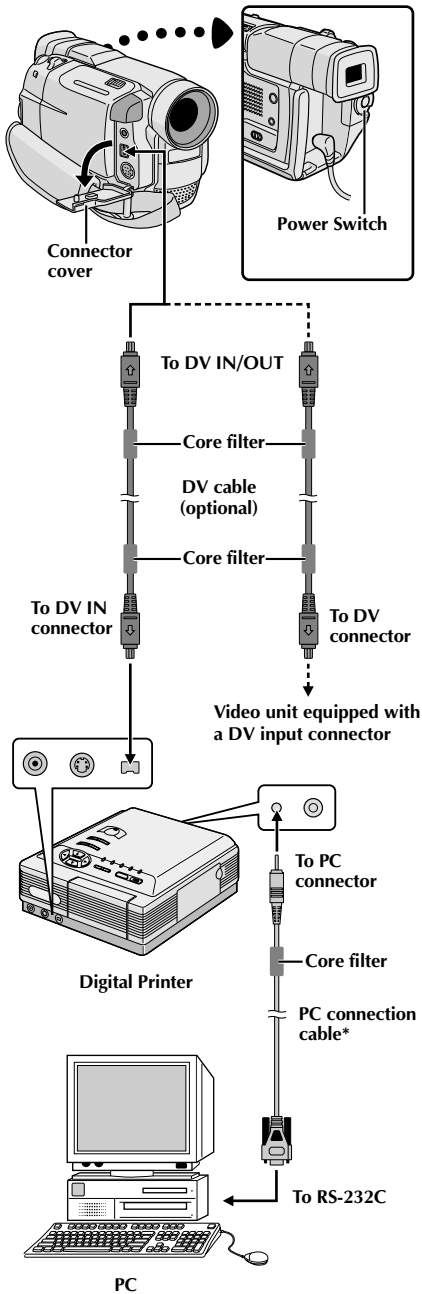 Power Switch
Connector
cover
To DV IN/OUT
Core filter
DV cable
(optional)
Core filter
To DV IN
connector
To DV
connector
Video unit equipped with
a DV input connector
To PC
connector
Digital Printer
Core filter
PC connection
cable*
To RS-232C
PC